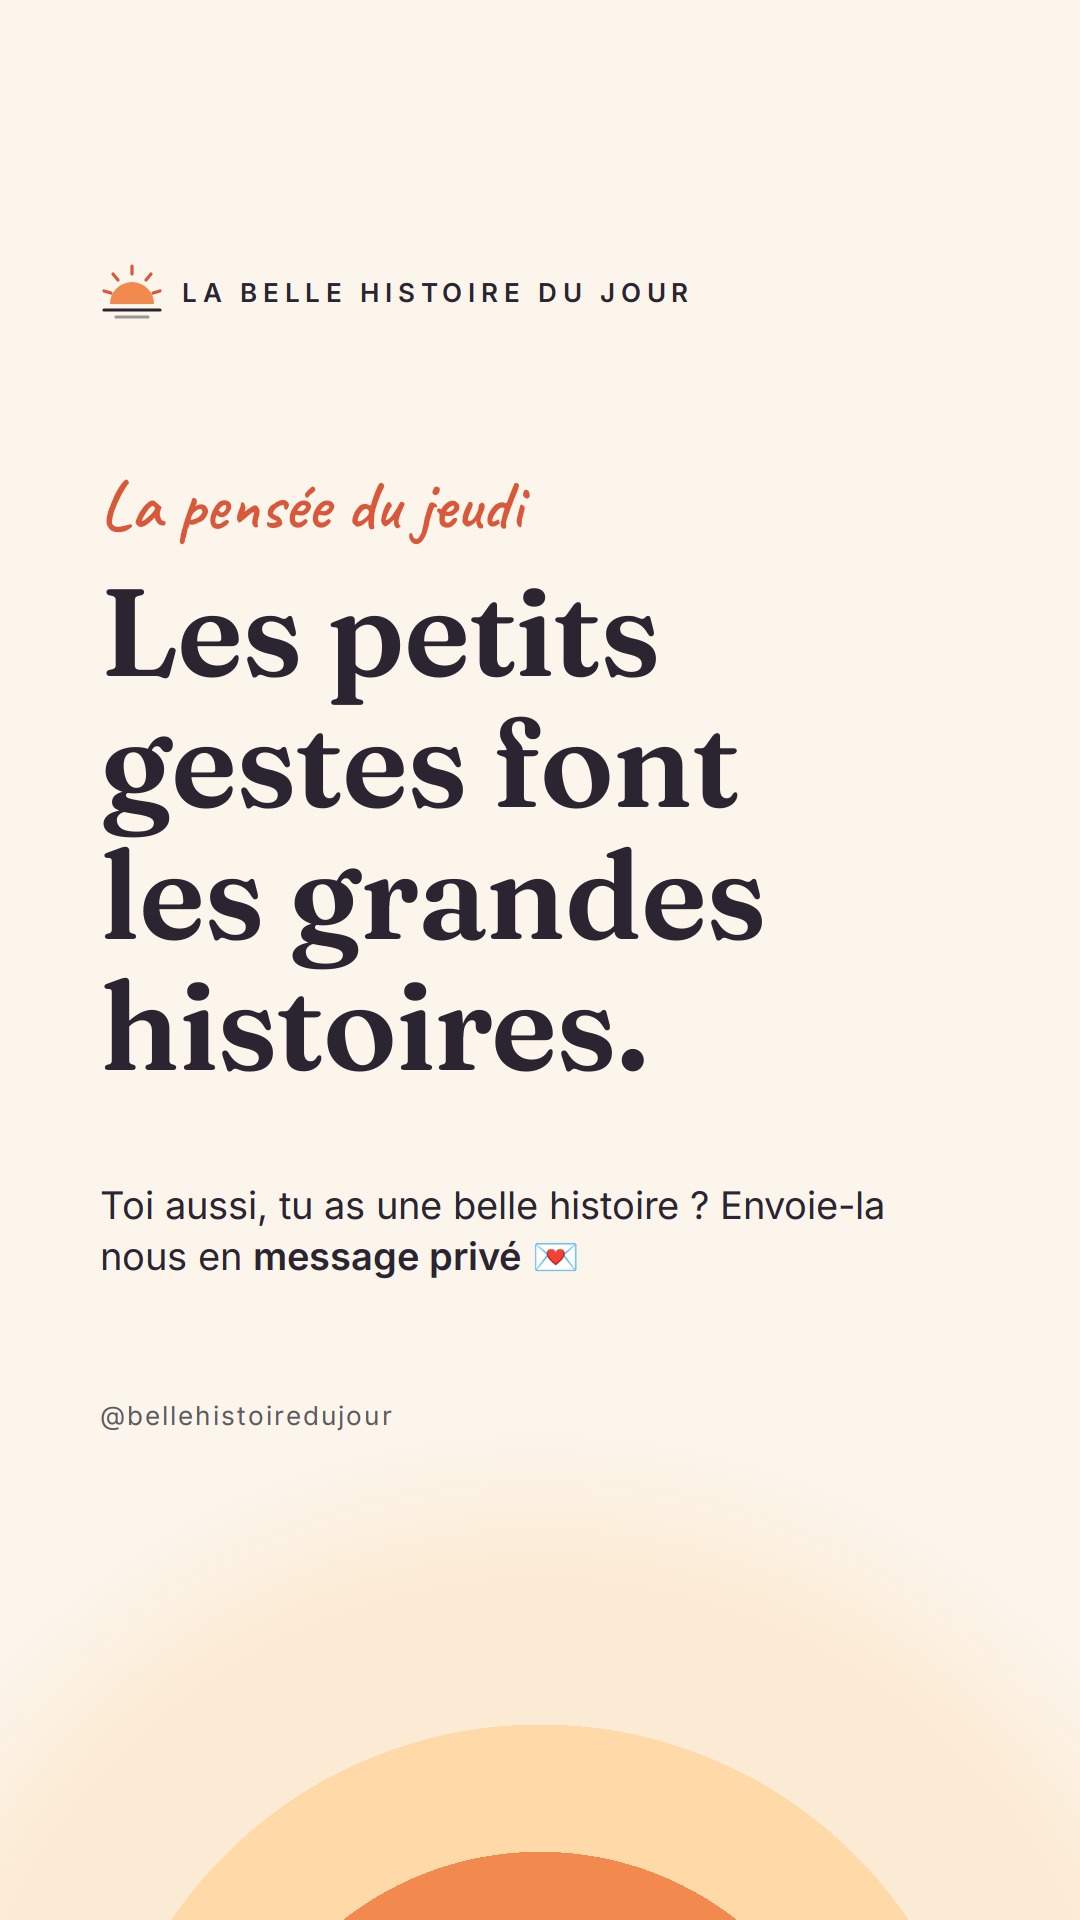 LA BELLE HISTOIRE DU JOUR
La pensée du jeudi
Les petits
gestes font
les grandes
histoires.
Toi aussi, tu as une belle histoire ? Envoie-la
nous en message privé 💌
@bellehistoiredujour